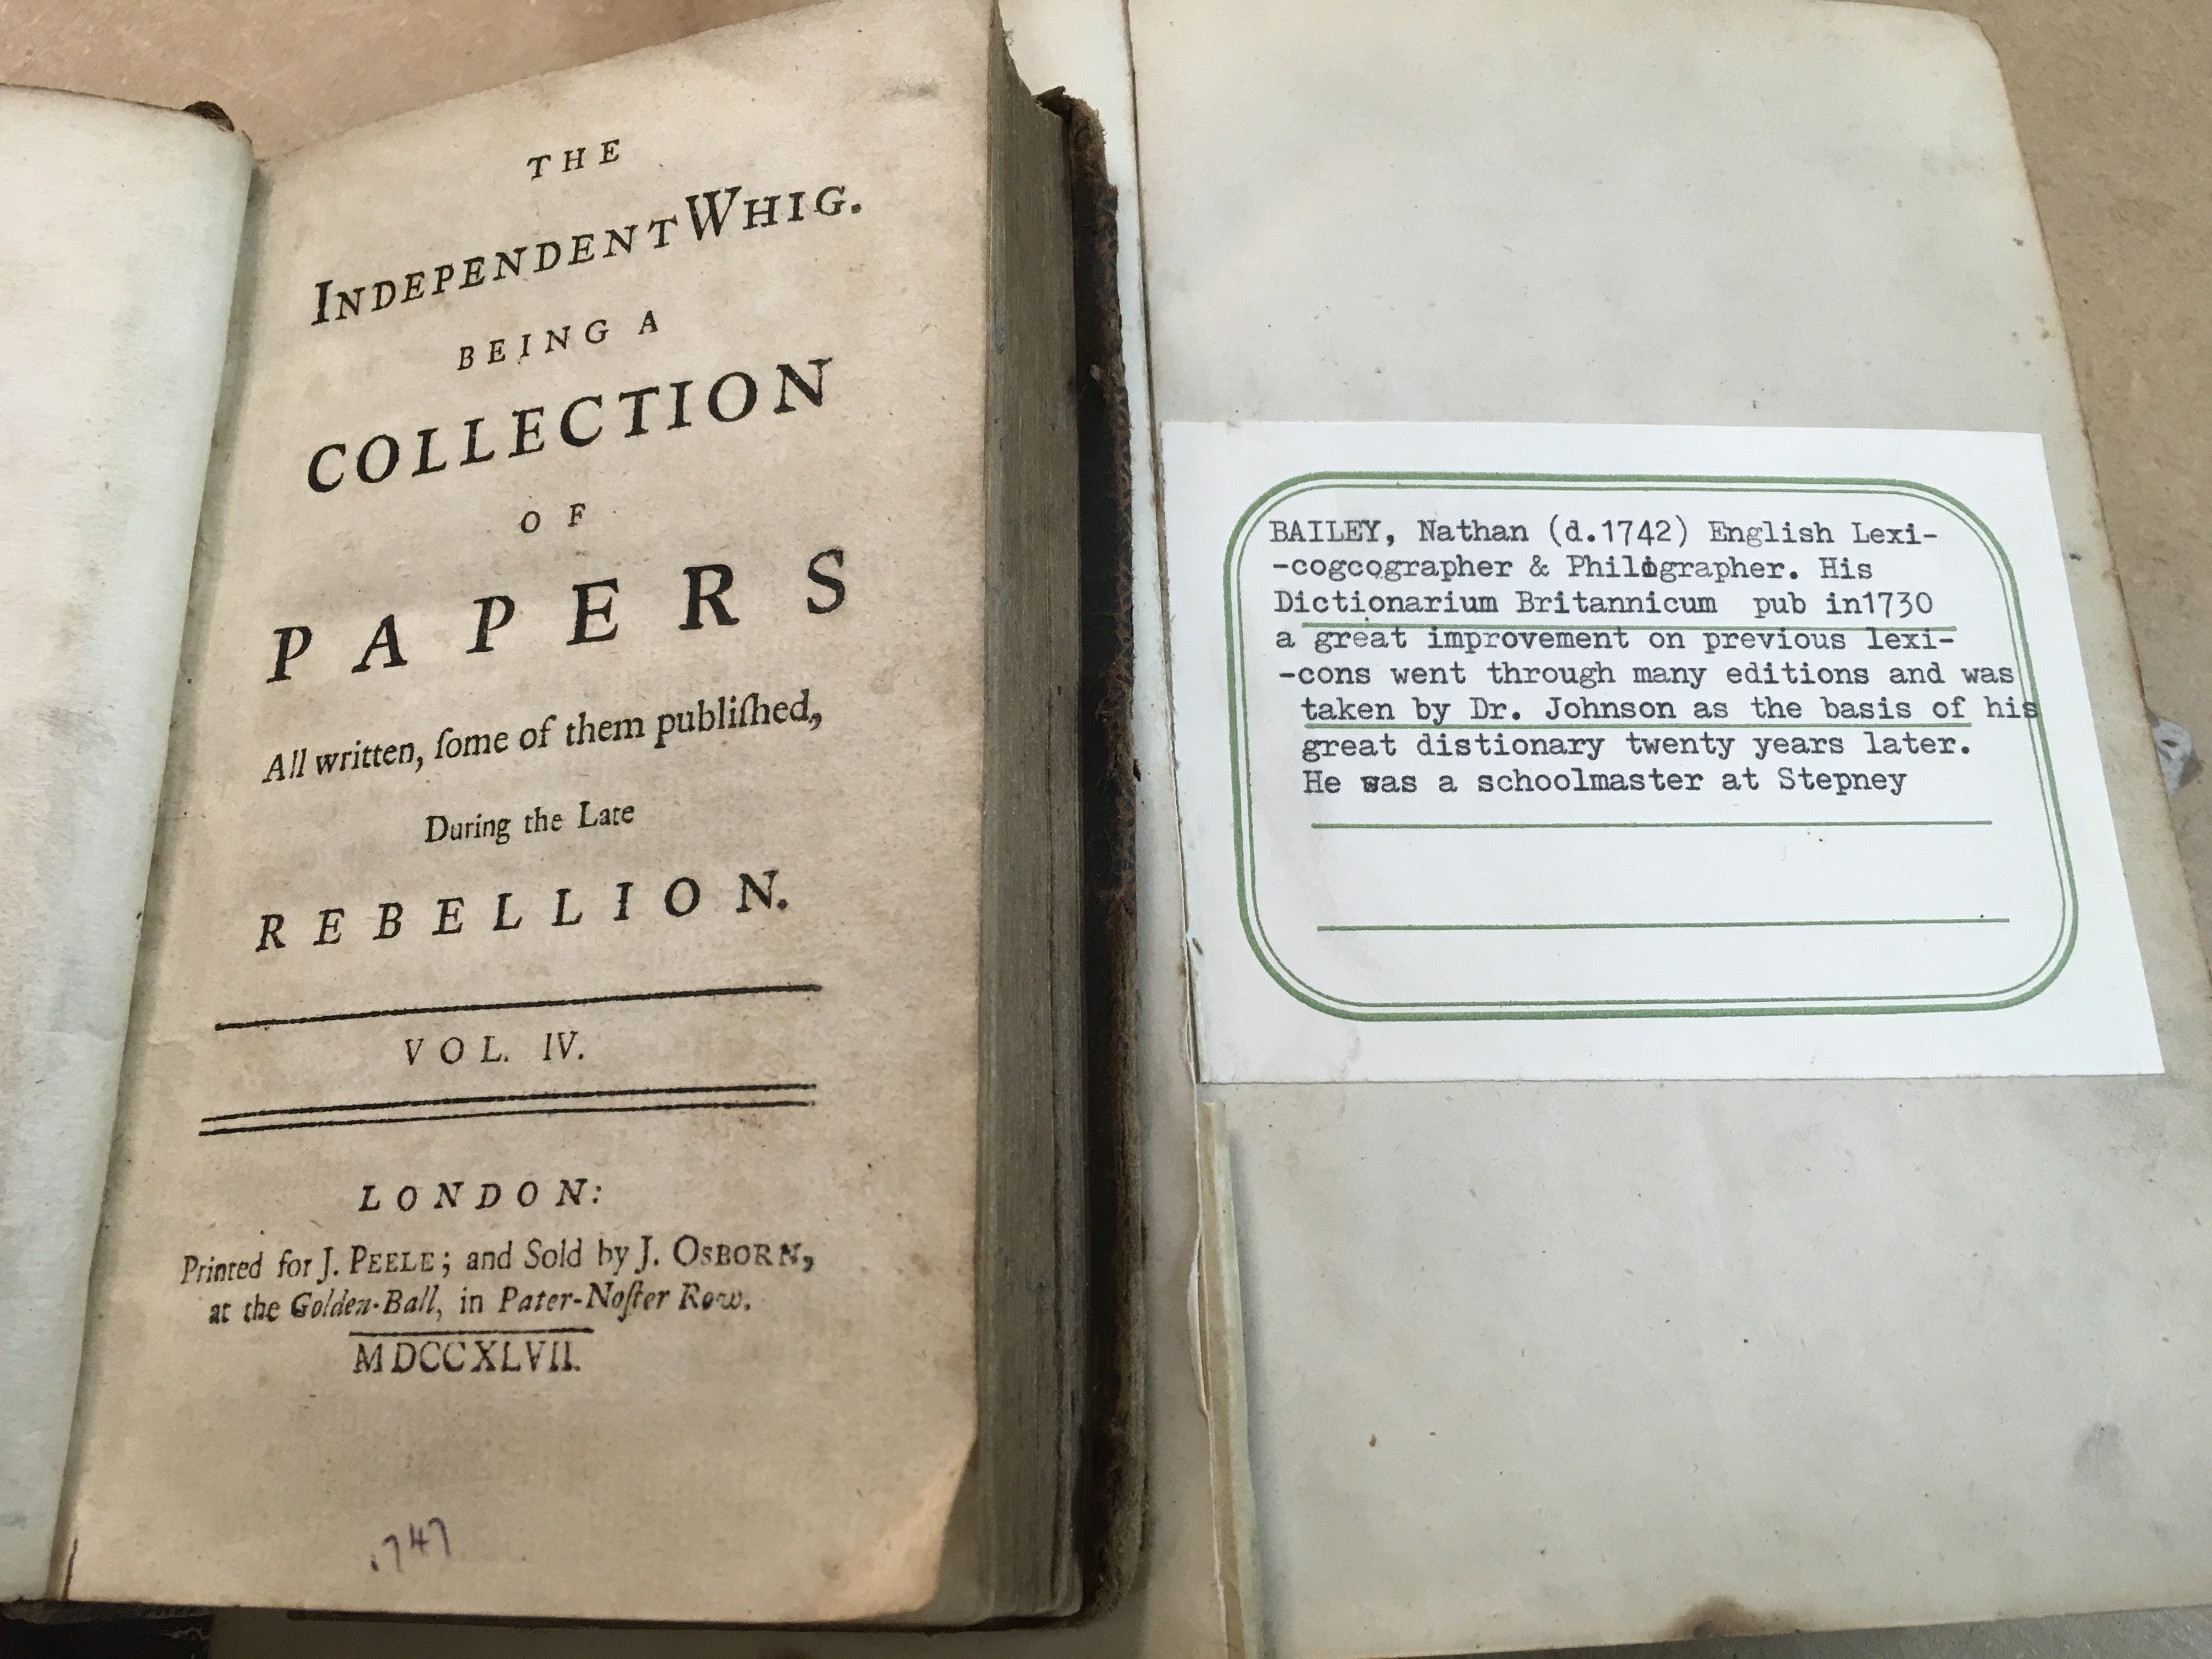 THE
INDEPENDENT WHIG.
BEING A
COLLECTION
OF
PAPERS
All written, ſome of them publiſhed,
During the Late
REBELLION.
VOL. IV.
LONDON:
Printed for J. PEELE; and Sold by J. OSBORN,
at the Golden-Ball, in Pater-Noſter Row.
MDCCXLVII.
1747
BAILEY, Nathan (d.1742) English Lexi-
-cogcographer & Philographer. His
Dictionarium Britannicum pub in1730
a great improvement on previous lexi-
-cons went through many editions and was
taken by Dr. Johnson as the basis of his
great distionary twenty years later.
He was a schoolmaster at Stepney